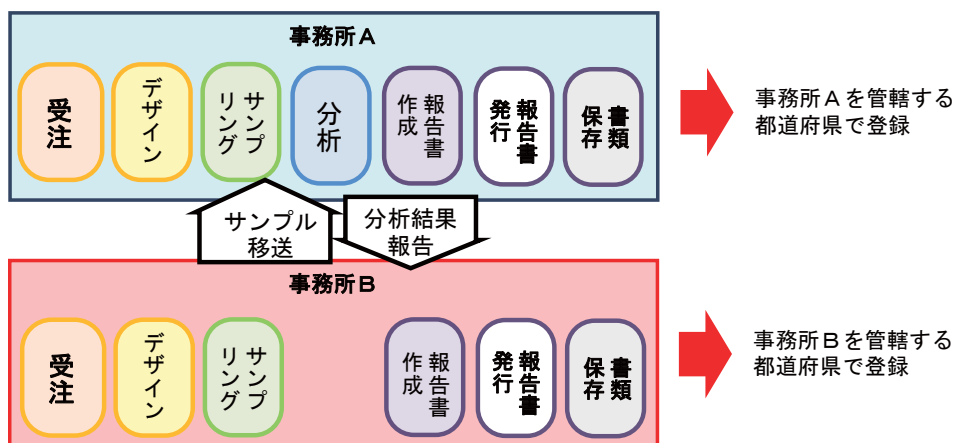 事務所A
受注
デザイン
サンプ
リング
分析
報告書
作成
報告書
発行
書類
保存
事務所Aを管轄する
都道府県で登録
サンプル
移送
分析結果
報告
事務所B
受注
デザイン
サンプ
リング
報告書
作成
報告書
発行
書類
保存
事務所Bを管轄する
都道府県で登録